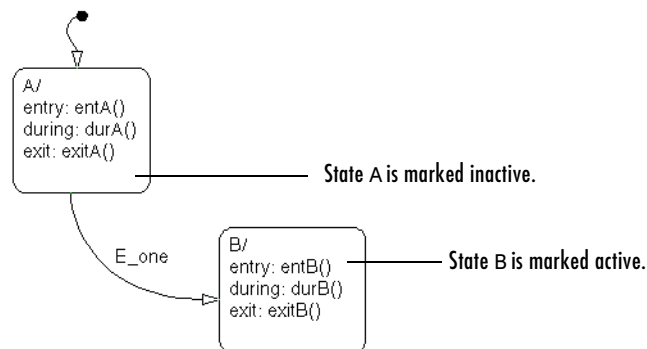 A/
entry: entA()
during: durA()
exit: exitA()
State A is marked inactive.
E_one
B/
entry: entB()
during: durB()
exit: exitB()
State B is marked active.